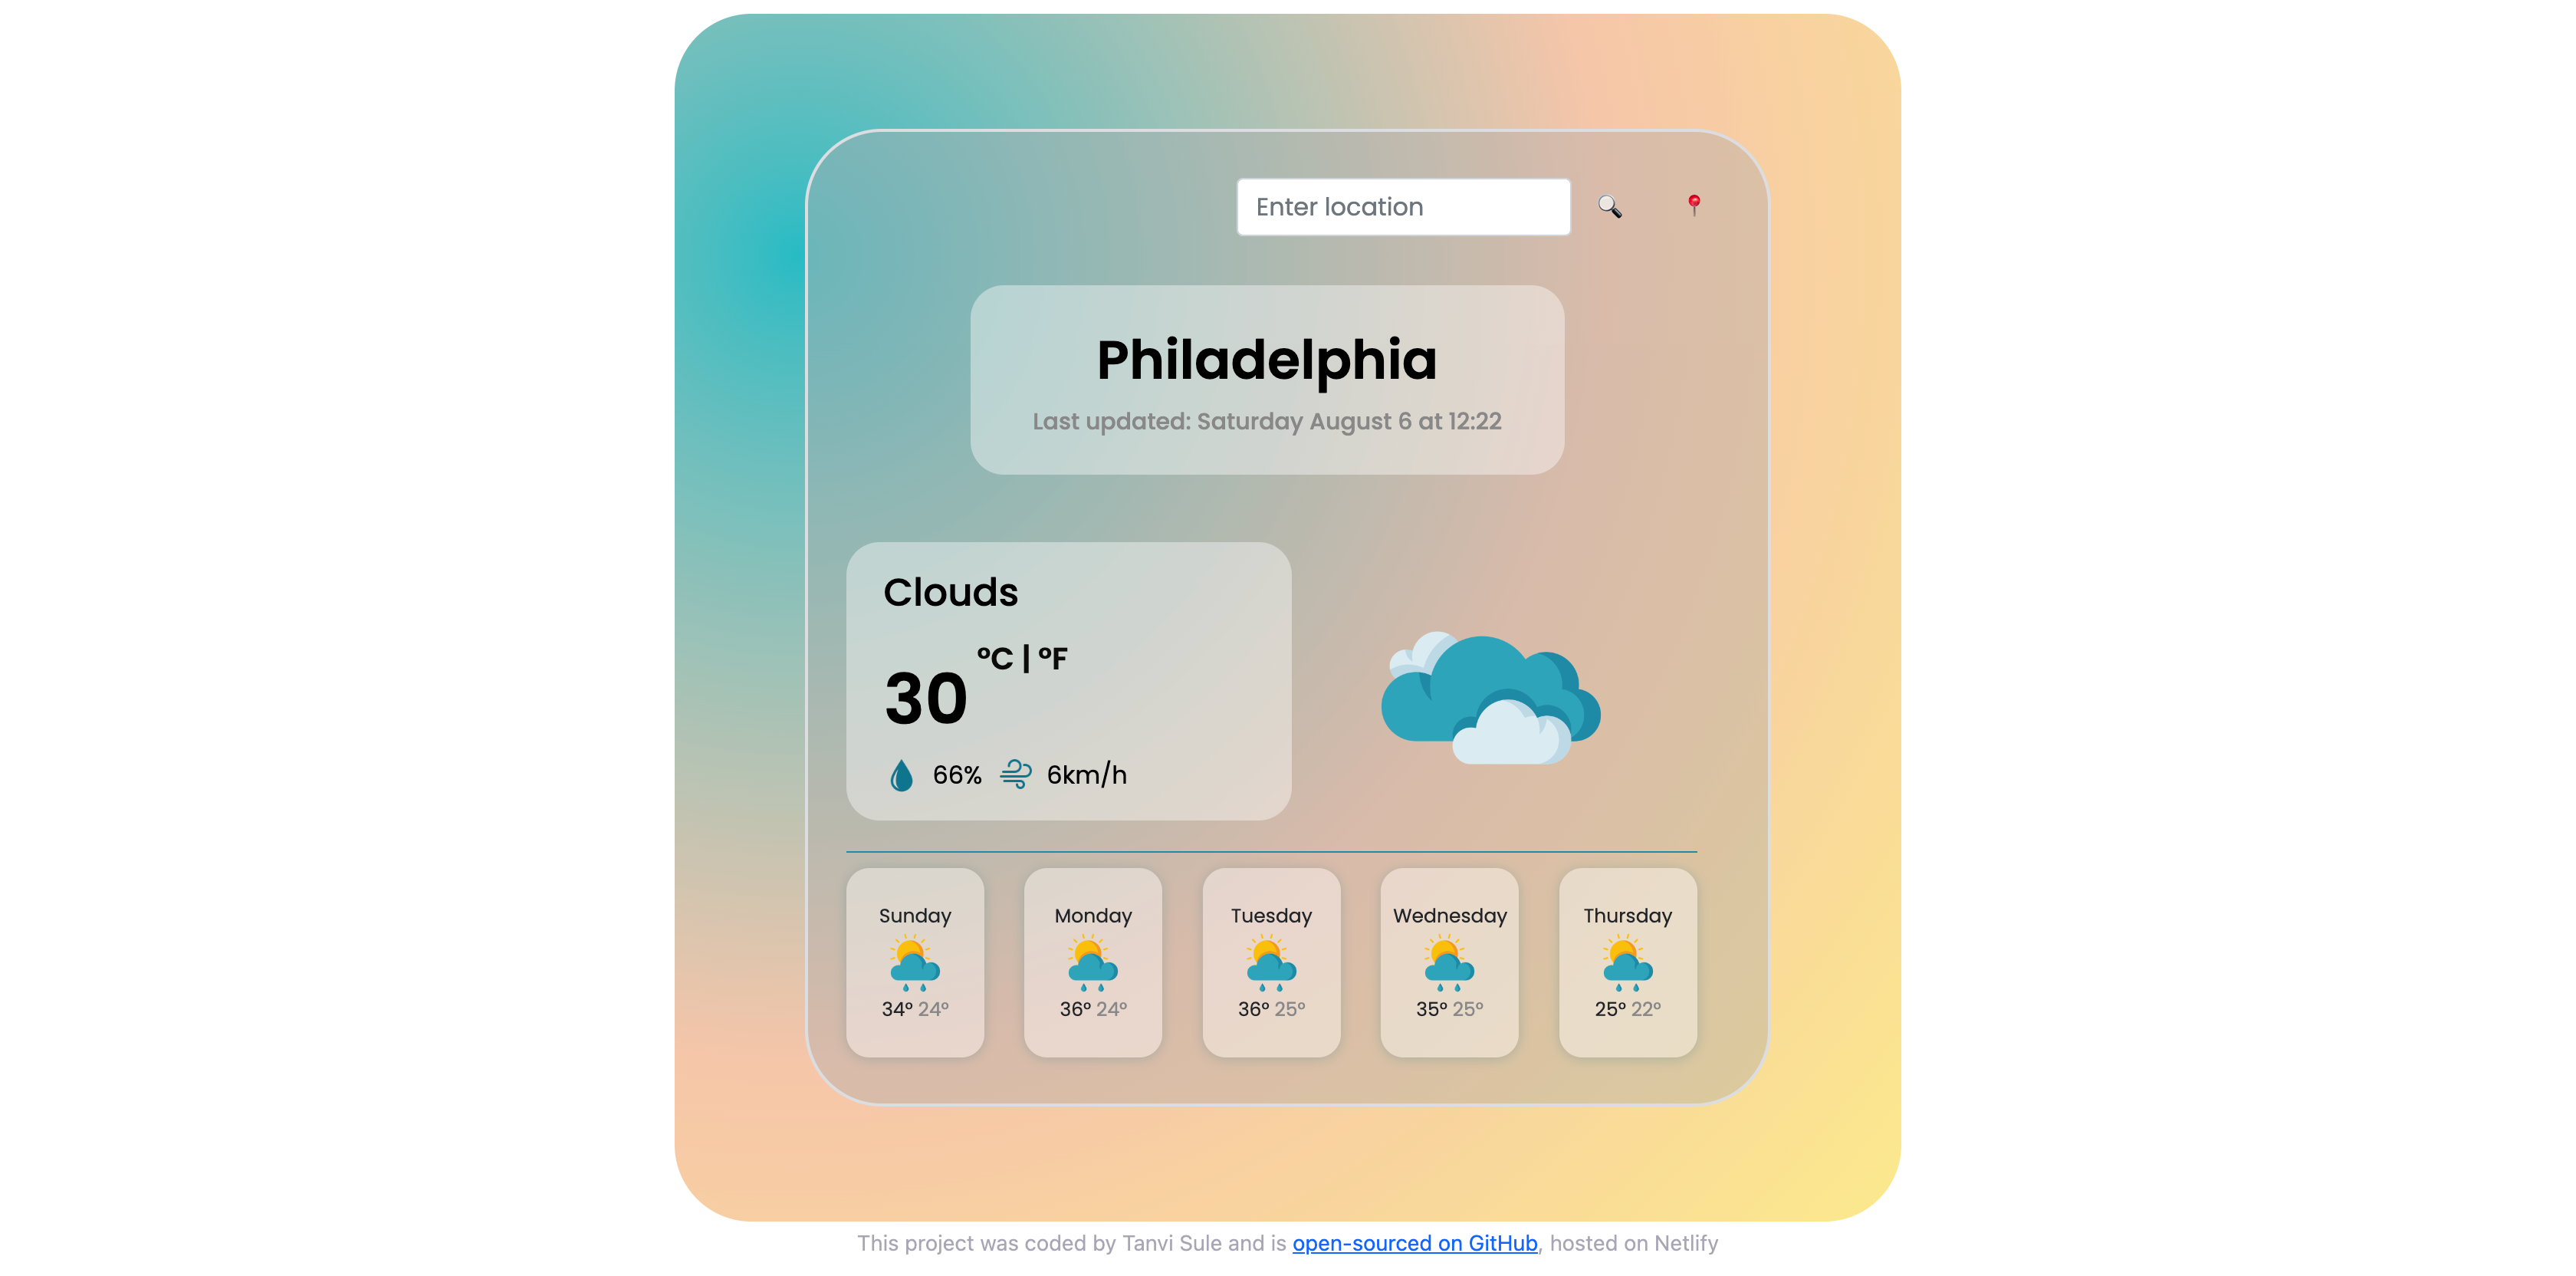 Enter location
Philadelphia
Last updated: Saturday August 6 at 12:22
Clouds
30 °C | °F
66% 6km/h
Sunday Monday Tuesday Wednesday Thursday
34° 24° 36° 24° 36° 25° 35° 25° 25° 22°
This project was coded by Tanvi Sule and is open-sourced on GitHub, hosted on Netlify